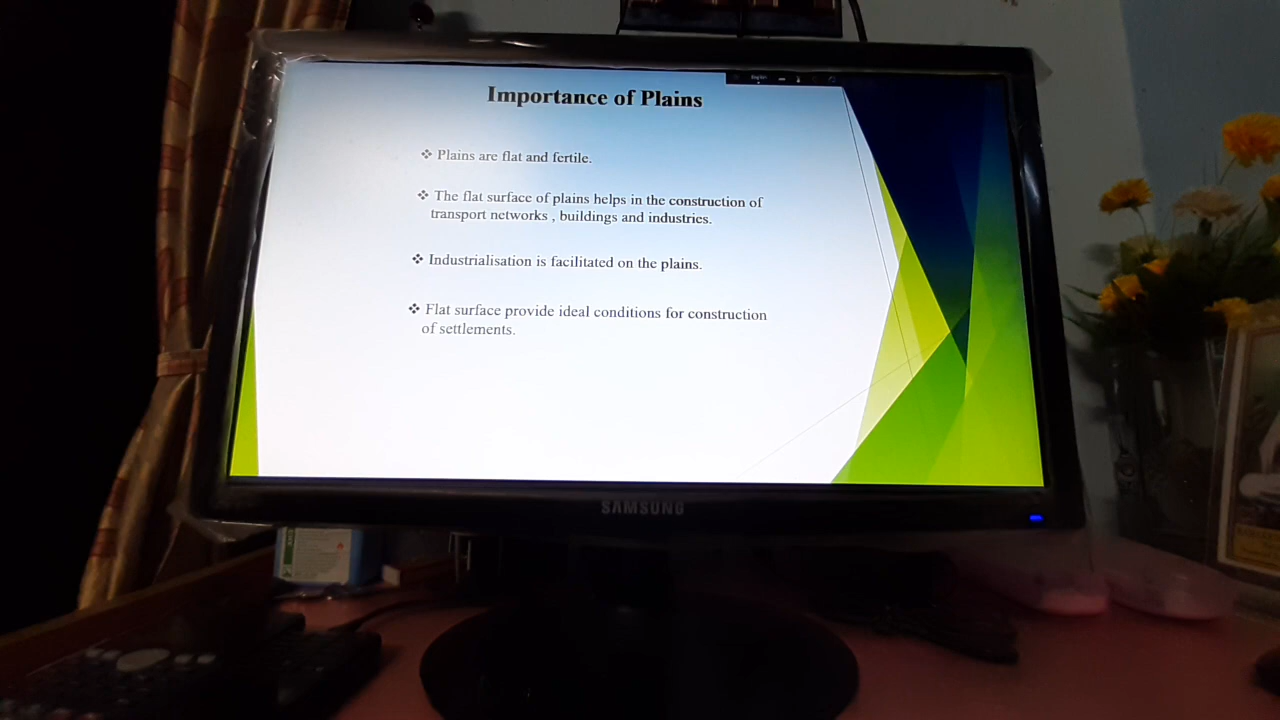 English
Importance of Plains
❖ Plains are flat and fertile.
❖ The flat surface of plains helps in the construction of
transport networks , buildings and industries.
❖ Industrialisation is facilitated on the plains.
❖ Flat surface provide ideal conditions for construction
of settlements.
SAMSUNG